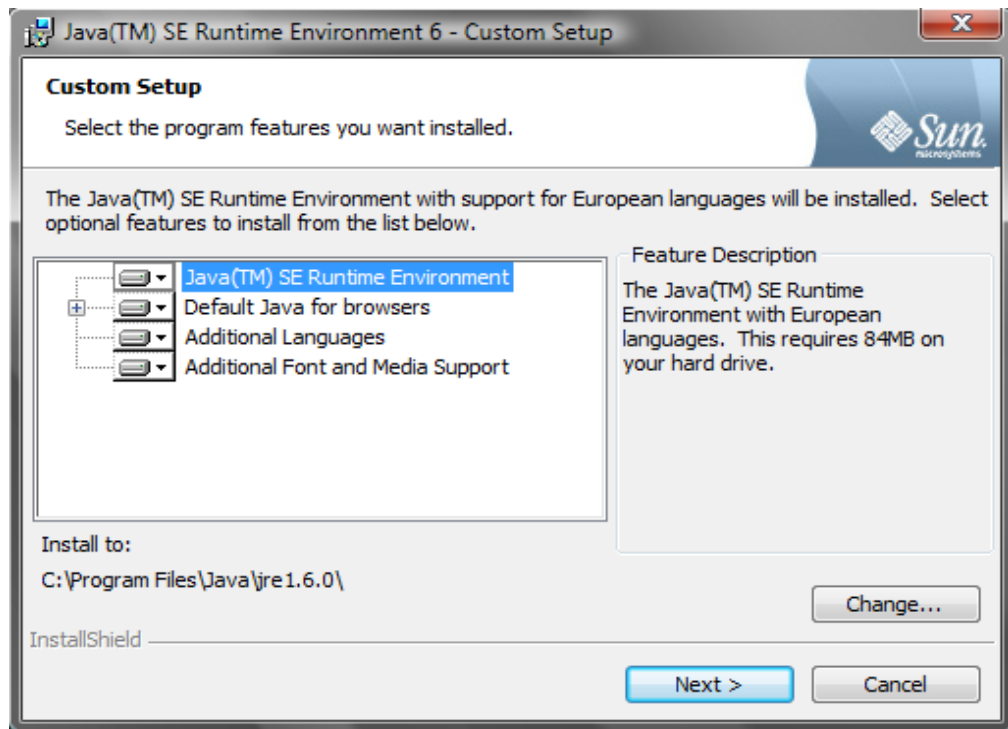 Java(TM) SE Runtime Environment 6 - Custom Setup
Custom Setup
Select the program features you want installed.
Sun
microsystems
The Java(TM) SE Runtime Environment with support for European languages will be installed.  Select
optional features to install from the list below.
Java(TM) SE Runtime Environment
Default Java for browsers
Additional Languages
Additional Font and Media Support
Feature Description
The Java(TM) SE Runtime
Environment with European
languages.  This requires 84MB on
your hard drive.
Install to:
C:\Program Files\Java\jre1.6.0\
Change...
InstallShield
Next >
Cancel